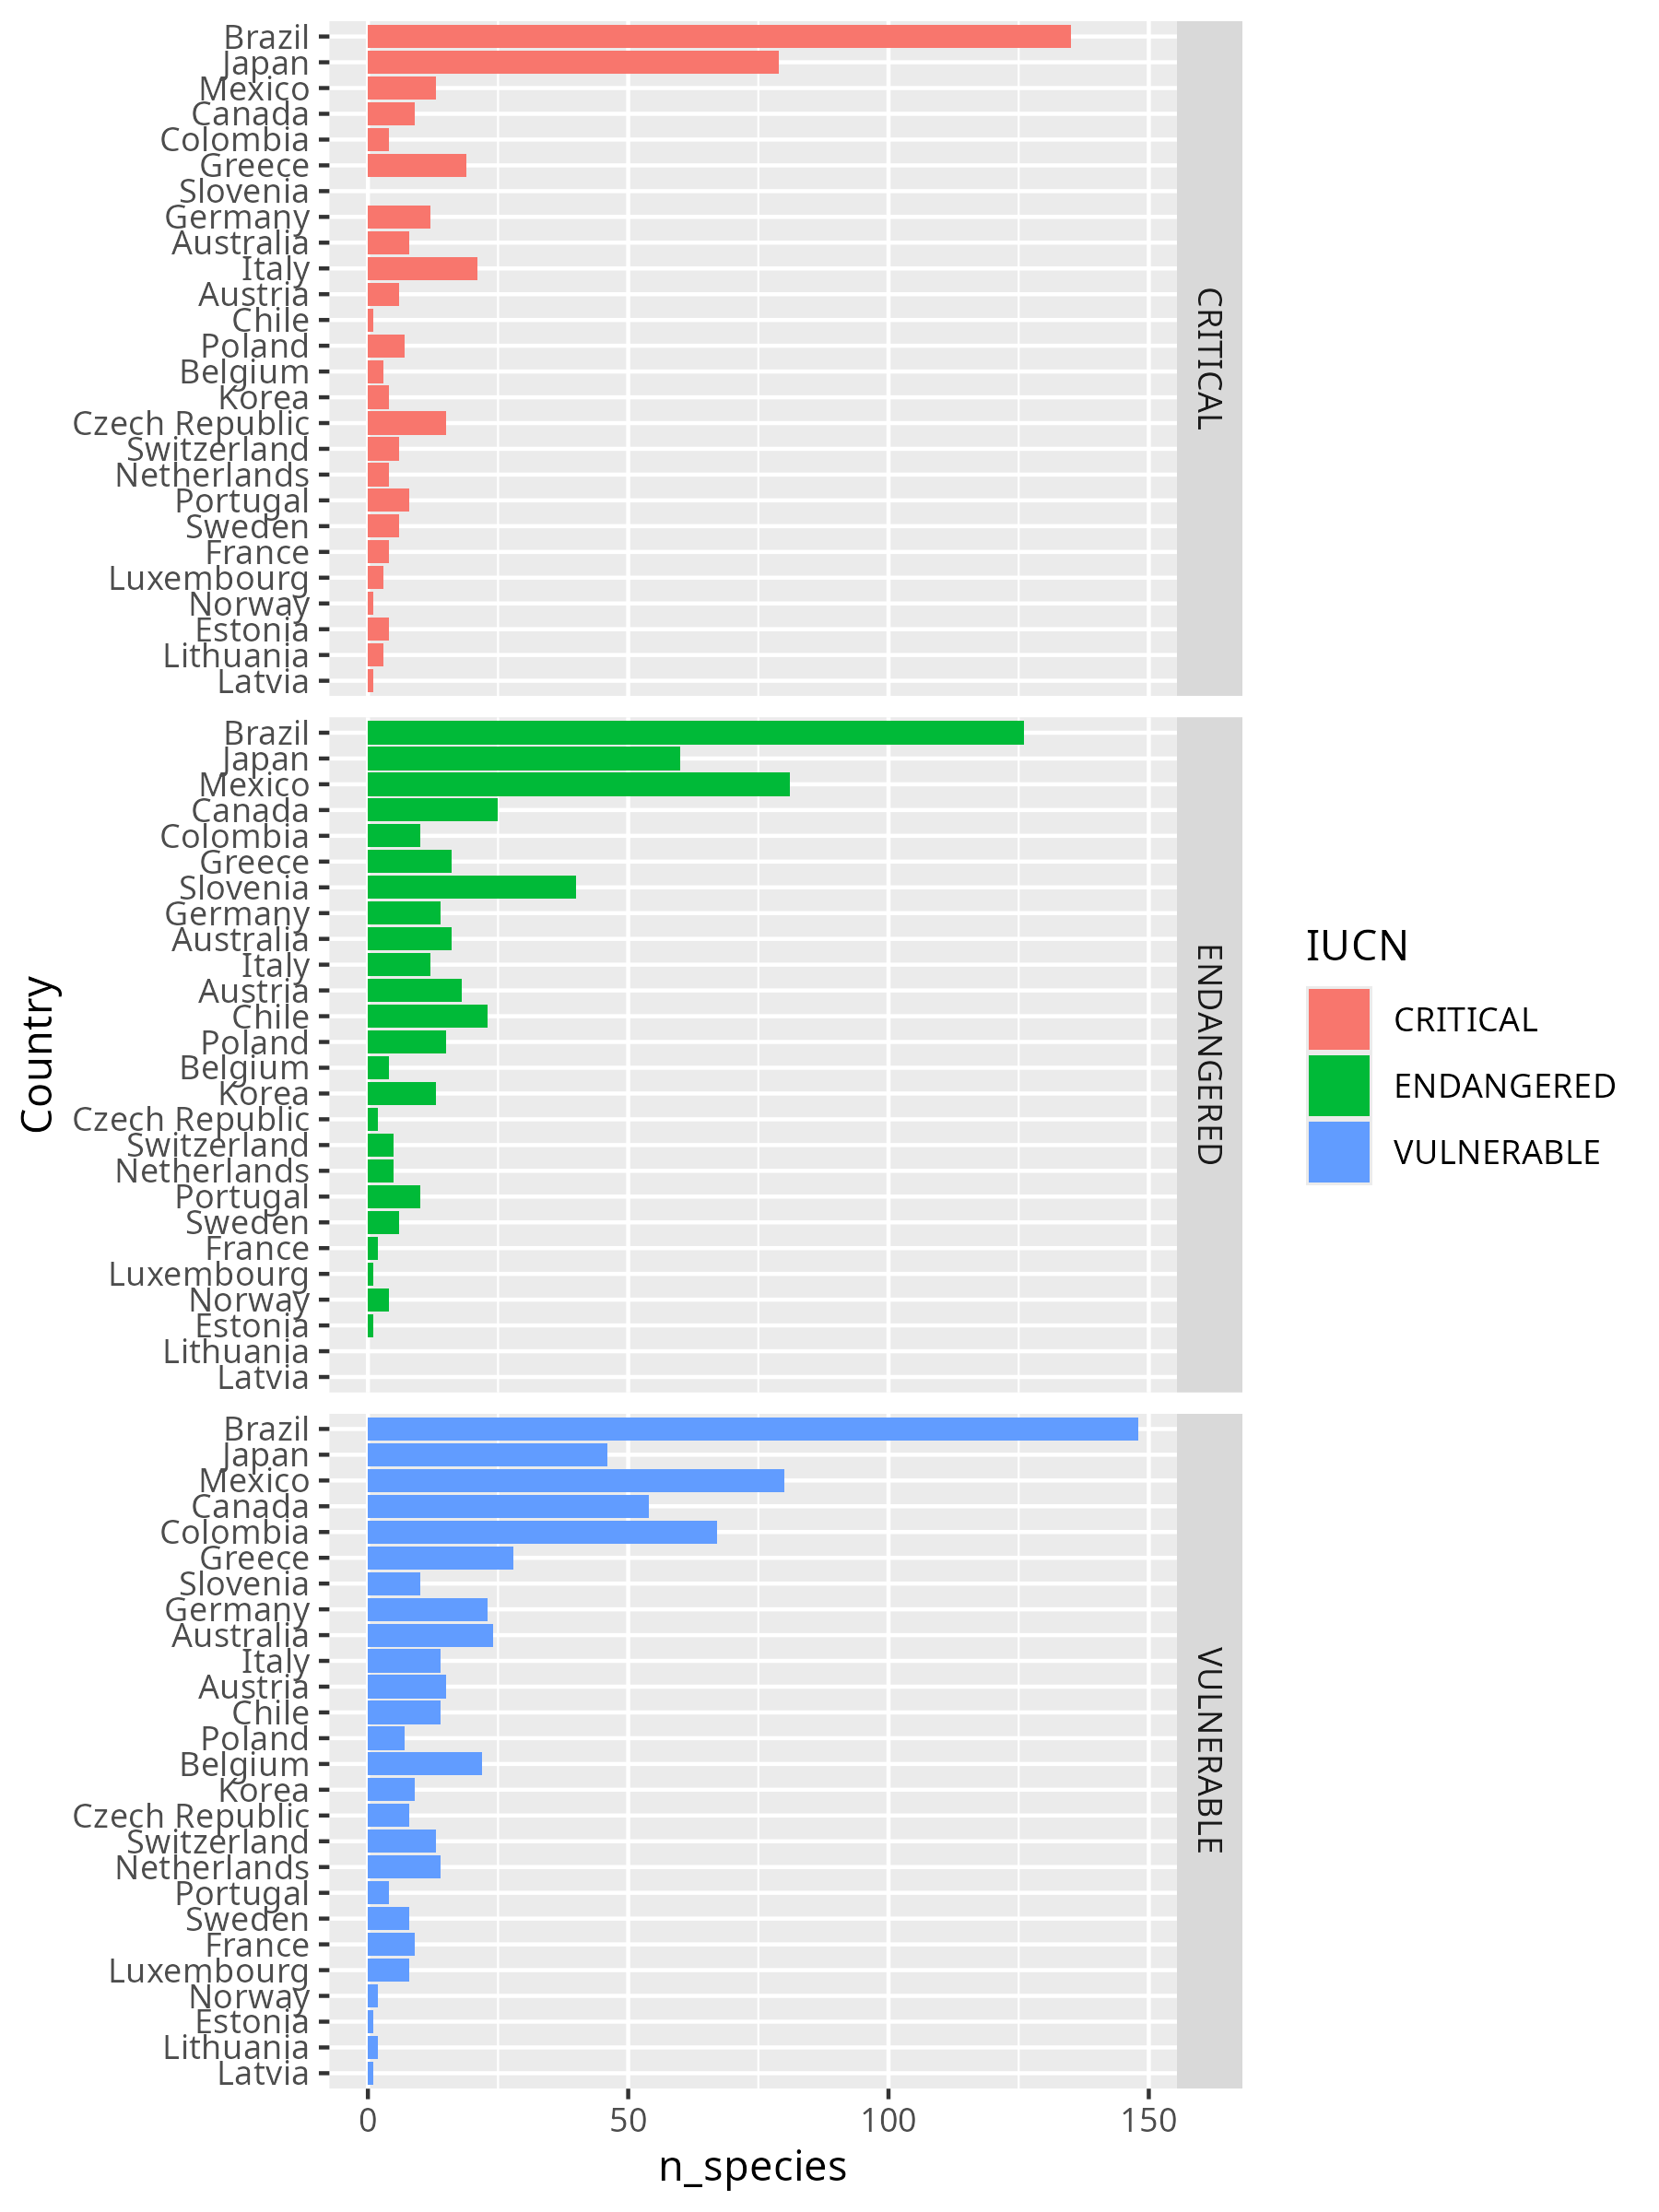 Brazil
Japan
Mexico
Canada
Colombia
Greece
Slovenia
Germany
Australia
Italy
Austria
Chile
Poland
Belgium
Korea
Czech Republic
Switzerland
Netherlands
Portugal
Sweden
France
Luxembourg
Norway
Estonia
Lithuania
Latvia
CRITICAL
Brazil
Japan
Mexico
Canada
Colombia
Greece
Slovenia
Germany
Australia
Italy
Austria
Chile
Poland
Belgium
Korea
Czech Republic
Switzerland
Netherlands
Portugal
Sweden
France
Luxembourg
Norway
Estonia
Lithuania
Latvia
ENDANGERED
Brazil
Japan
Mexico
Canada
Colombia
Greece
Slovenia
Germany
Australia
Italy
Austria
Chile
Poland
Belgium
Korea
Czech Republic
Switzerland
Netherlands
Portugal
Sweden
France
Luxembourg
Norway
Estonia
Lithuania
Latvia
VULNERABLE
0 50 100 150
n_species
Country
IUCN
CRITICAL
ENDANGERED
VULNERABLE